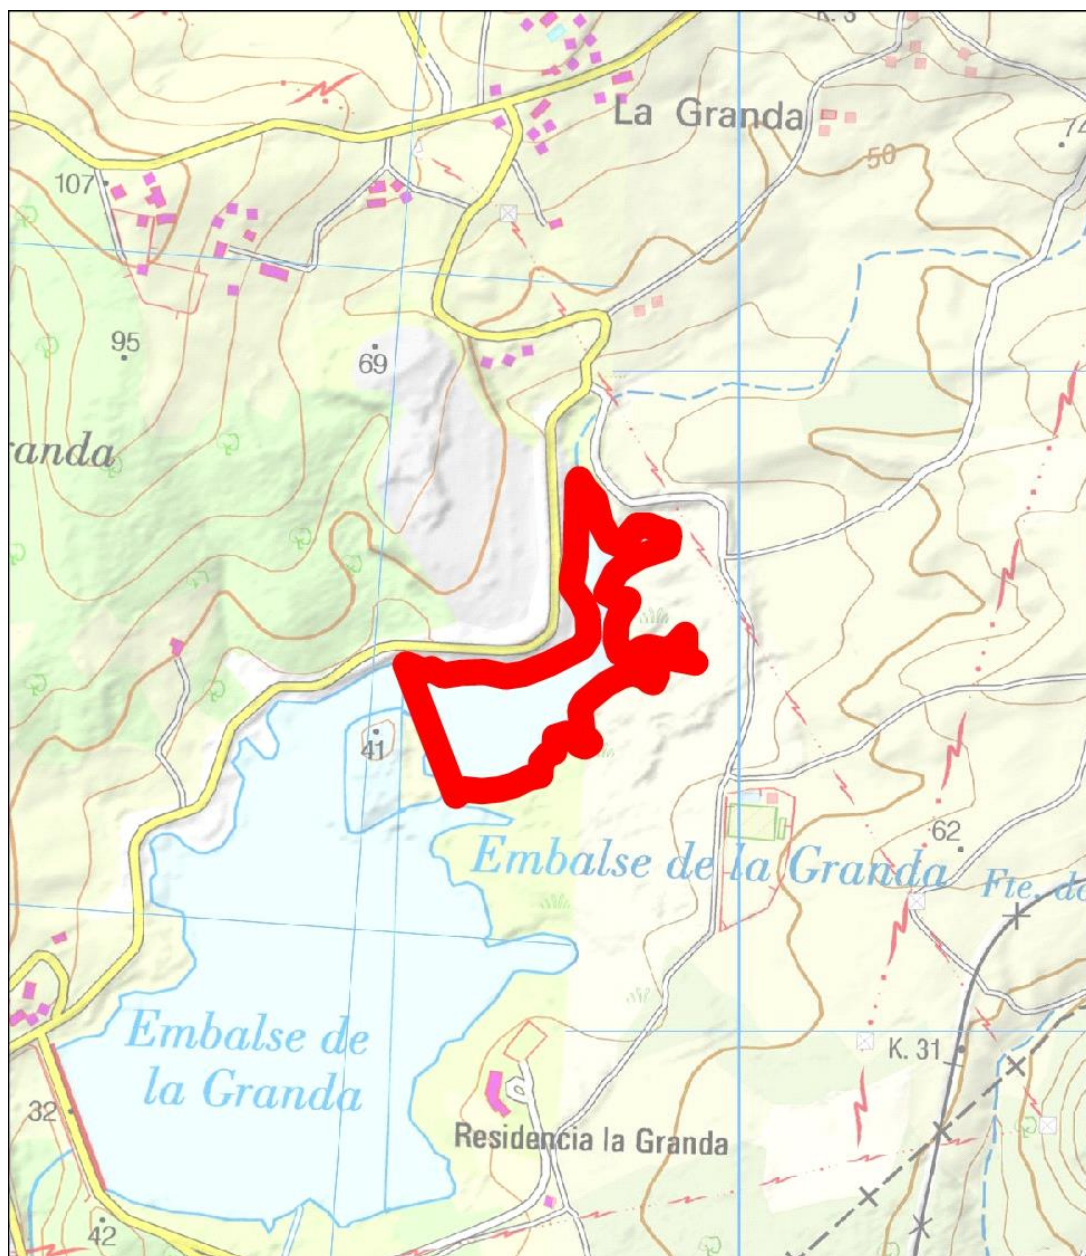 K. 3
La Granda
50
107
95
69
randa
41
Embalse de la Granda
62
Fte. de
Embalse de
la Granda
K. 31
32
Residencia la Granda
42